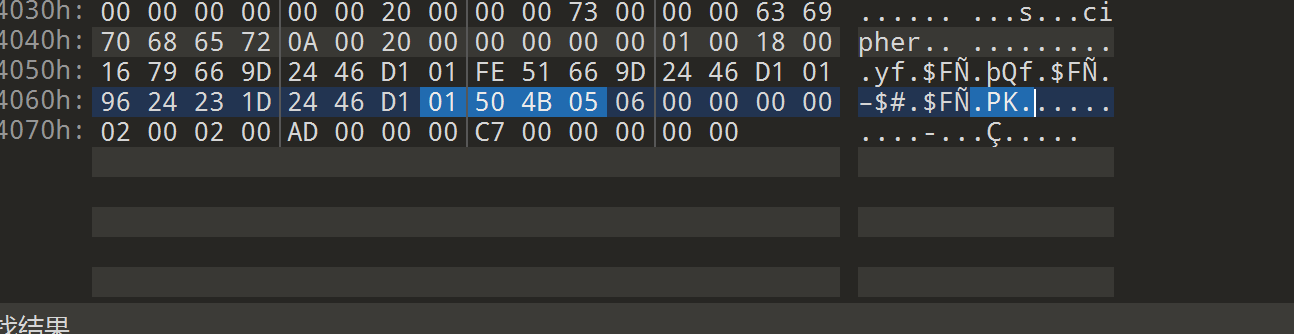 4030h: 00 00 00 00 00 00 20 00 00 00 73 00 00 00 63 69 ...... ...s...ci
4040h: 70 68 65 72 0A 00 20 00 00 00 00 00 01 00 18 00 pher.. .........
4050h: 16 79 66 9D 24 46 D1 01 FE 51 66 9D 24 46 D1 01 .yf.$FÑ.þQf.$FÑ.
4060h: 96 24 23 1D 24 46 D1 01 50 4B 05 06 00 00 00 00 –$#.$FÑ.PK......
4070h: 02 00 02 00 AD 00 00 00 C7 00 00 00 00 00 ....-...Ç.....
找结果